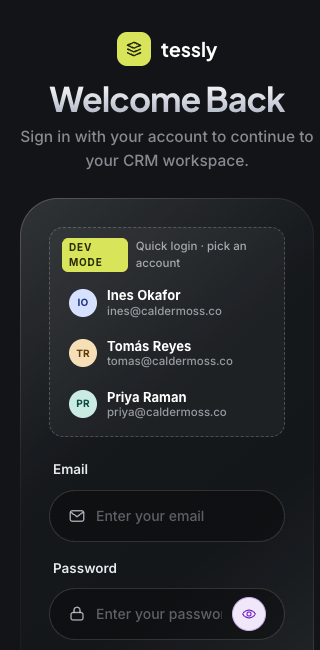 tessly
Welcome Back
Sign in with your account to continue to
your CRM workspace.
DEV
MODE
Quick login · pick an
account
IO
Ines Okafor
ines@caldermoss.co
TR
Tomás Reyes
tomas@caldermoss.co
PR
Priya Raman
priya@caldermoss.co
Email
Enter your email
Password
Enter your passwo